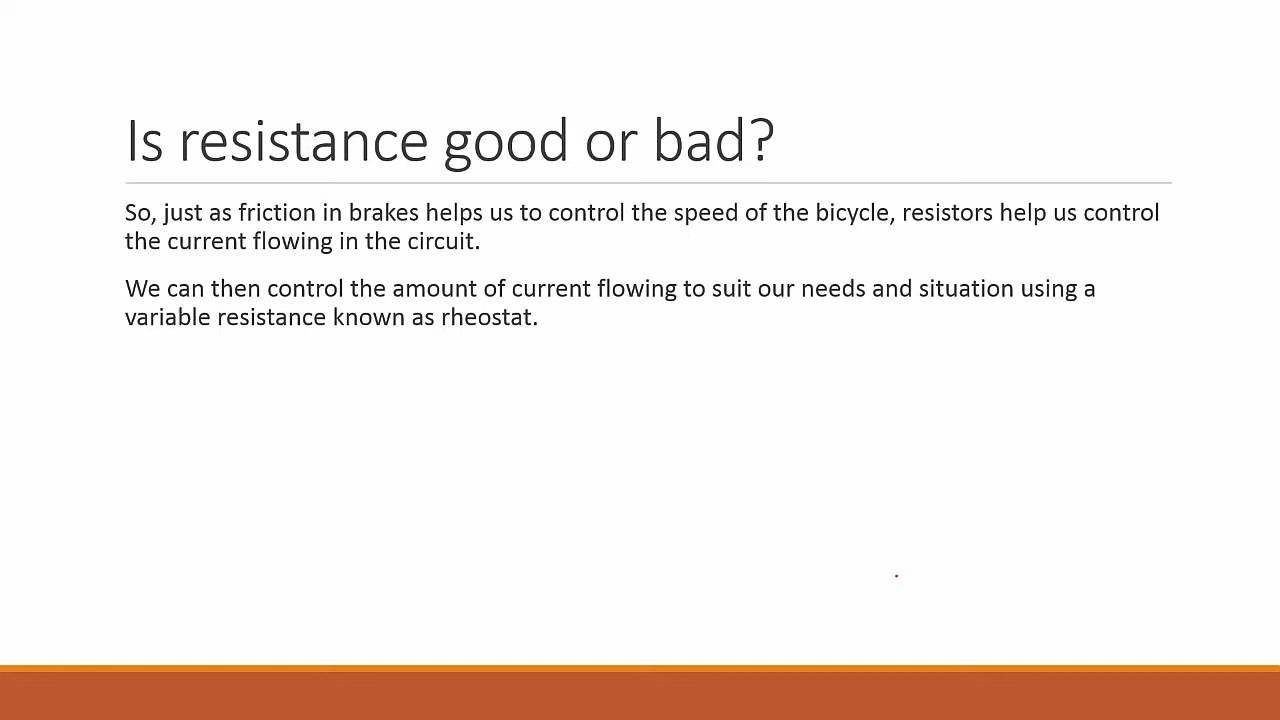 Is resistance good or bad?
So, just as friction in brakes helps us to control the speed of the bicycle, resistors help us control
the current flowing in the circuit.
We can then control the amount of current flowing to suit our needs and situation using a
variable resistance known as rheostat.